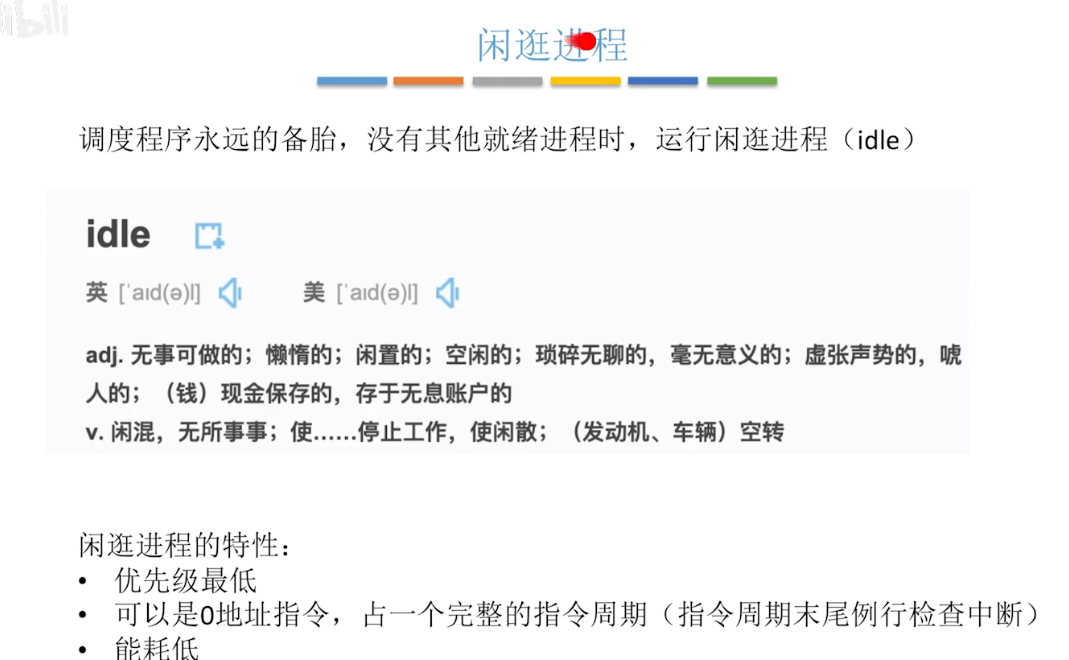 bili
闲逛进程
调度程序永远的备胎，没有其他就绪进程时，运行闲逛进程（idle）
idle
英 [ˈaɪd(ə)l] 美 [ˈaɪd(ə)l]
adj. 无事可做的；懒惰的；闲置的；空闲的；琐碎无聊的，毫无意义的；虚张声势的，唬
人的；（钱）现金保存的，存于无息账户的
v. 闲混，无所事事；使……停止工作，使闲散；（发动机、车辆）空转
闲逛进程的特性：
• 优先级最低
• 可以是0地址指令，占一个完整的指令周期（指令周期末尾例行检查中断）
• 能耗低